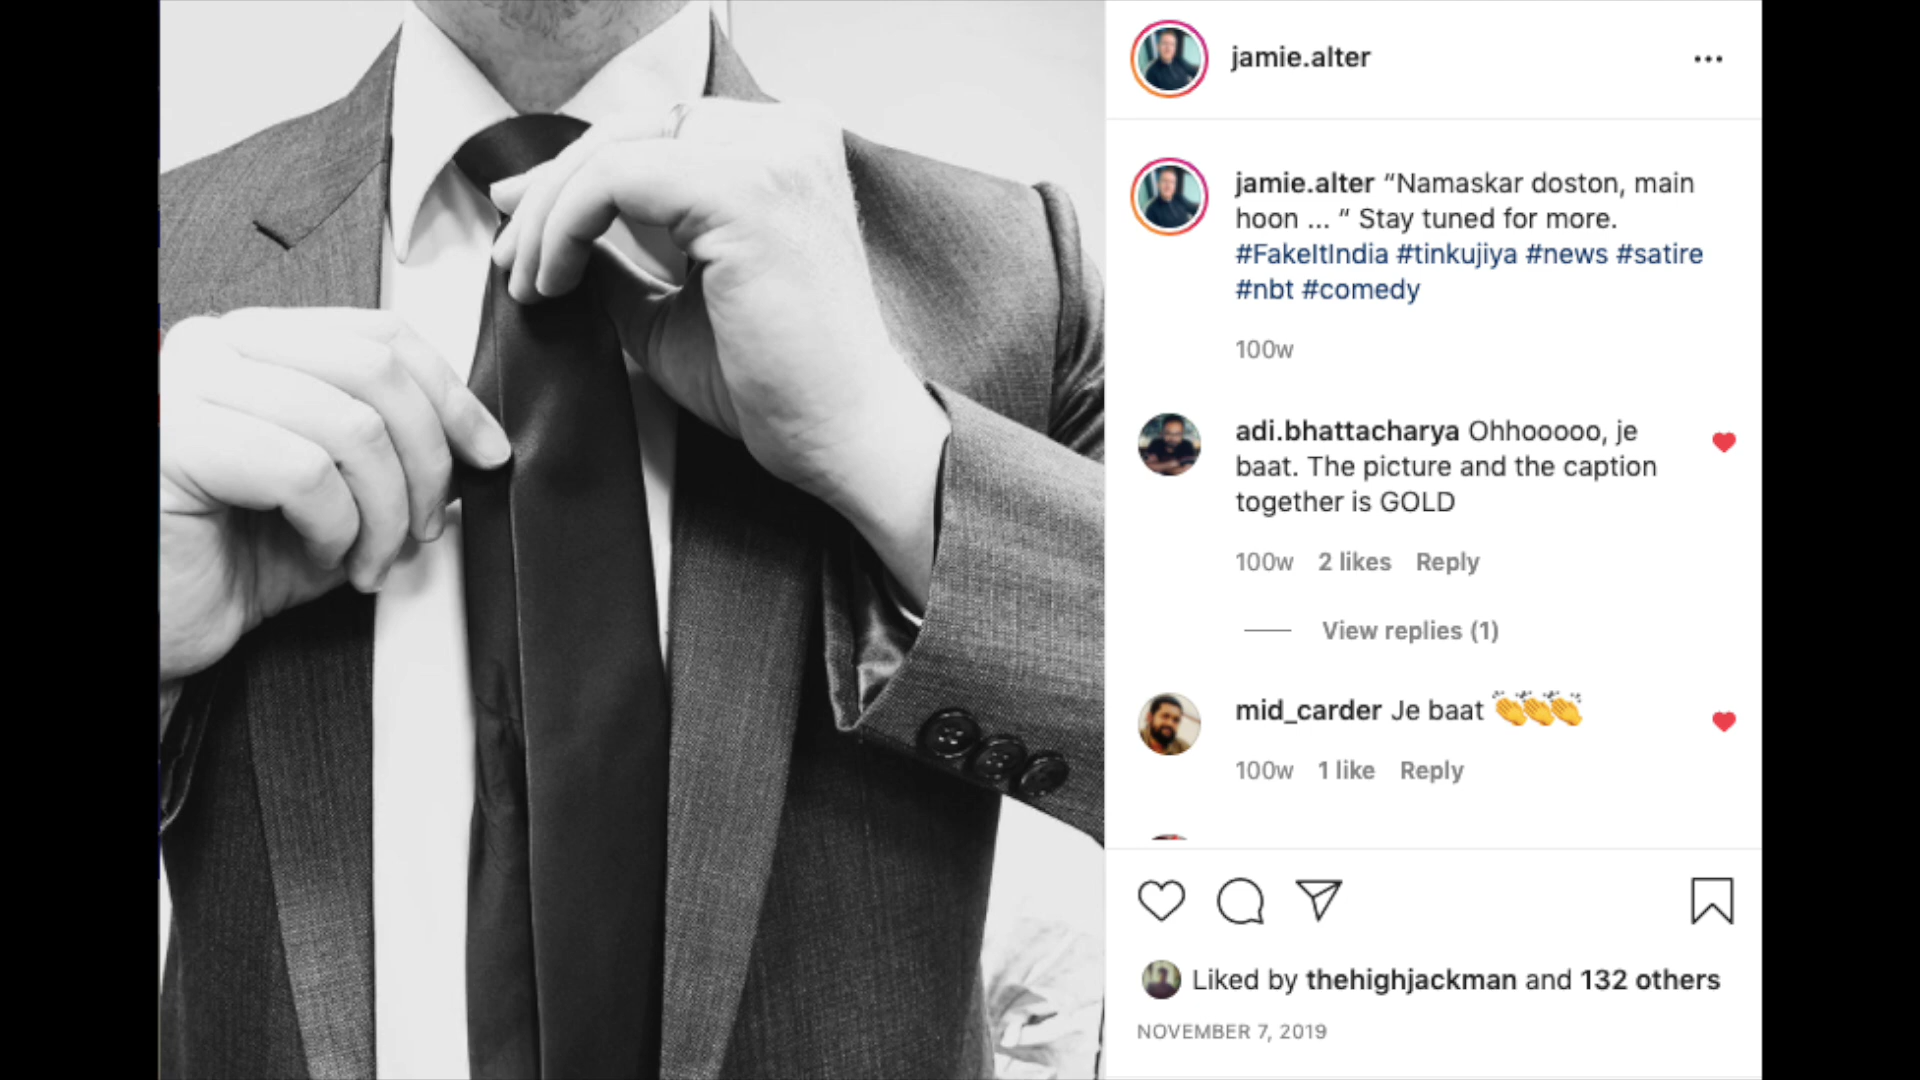 jamie.alter
jamie.alter “Namaskar doston, main
hoon ... “ Stay tuned for more.
#FakeItIndia #tinkujiya #news #satire
#nbt #comedy
100w
adi.bhattacharya Ohhooooo, je
baat. The picture and the caption
together is GOLD
100w 2 likes Reply
View replies (1)
mid_carder Je baat 👏👏👏
100w 1 like Reply
Liked by thehighjackman and 132 others
NOVEMBER 7, 2019